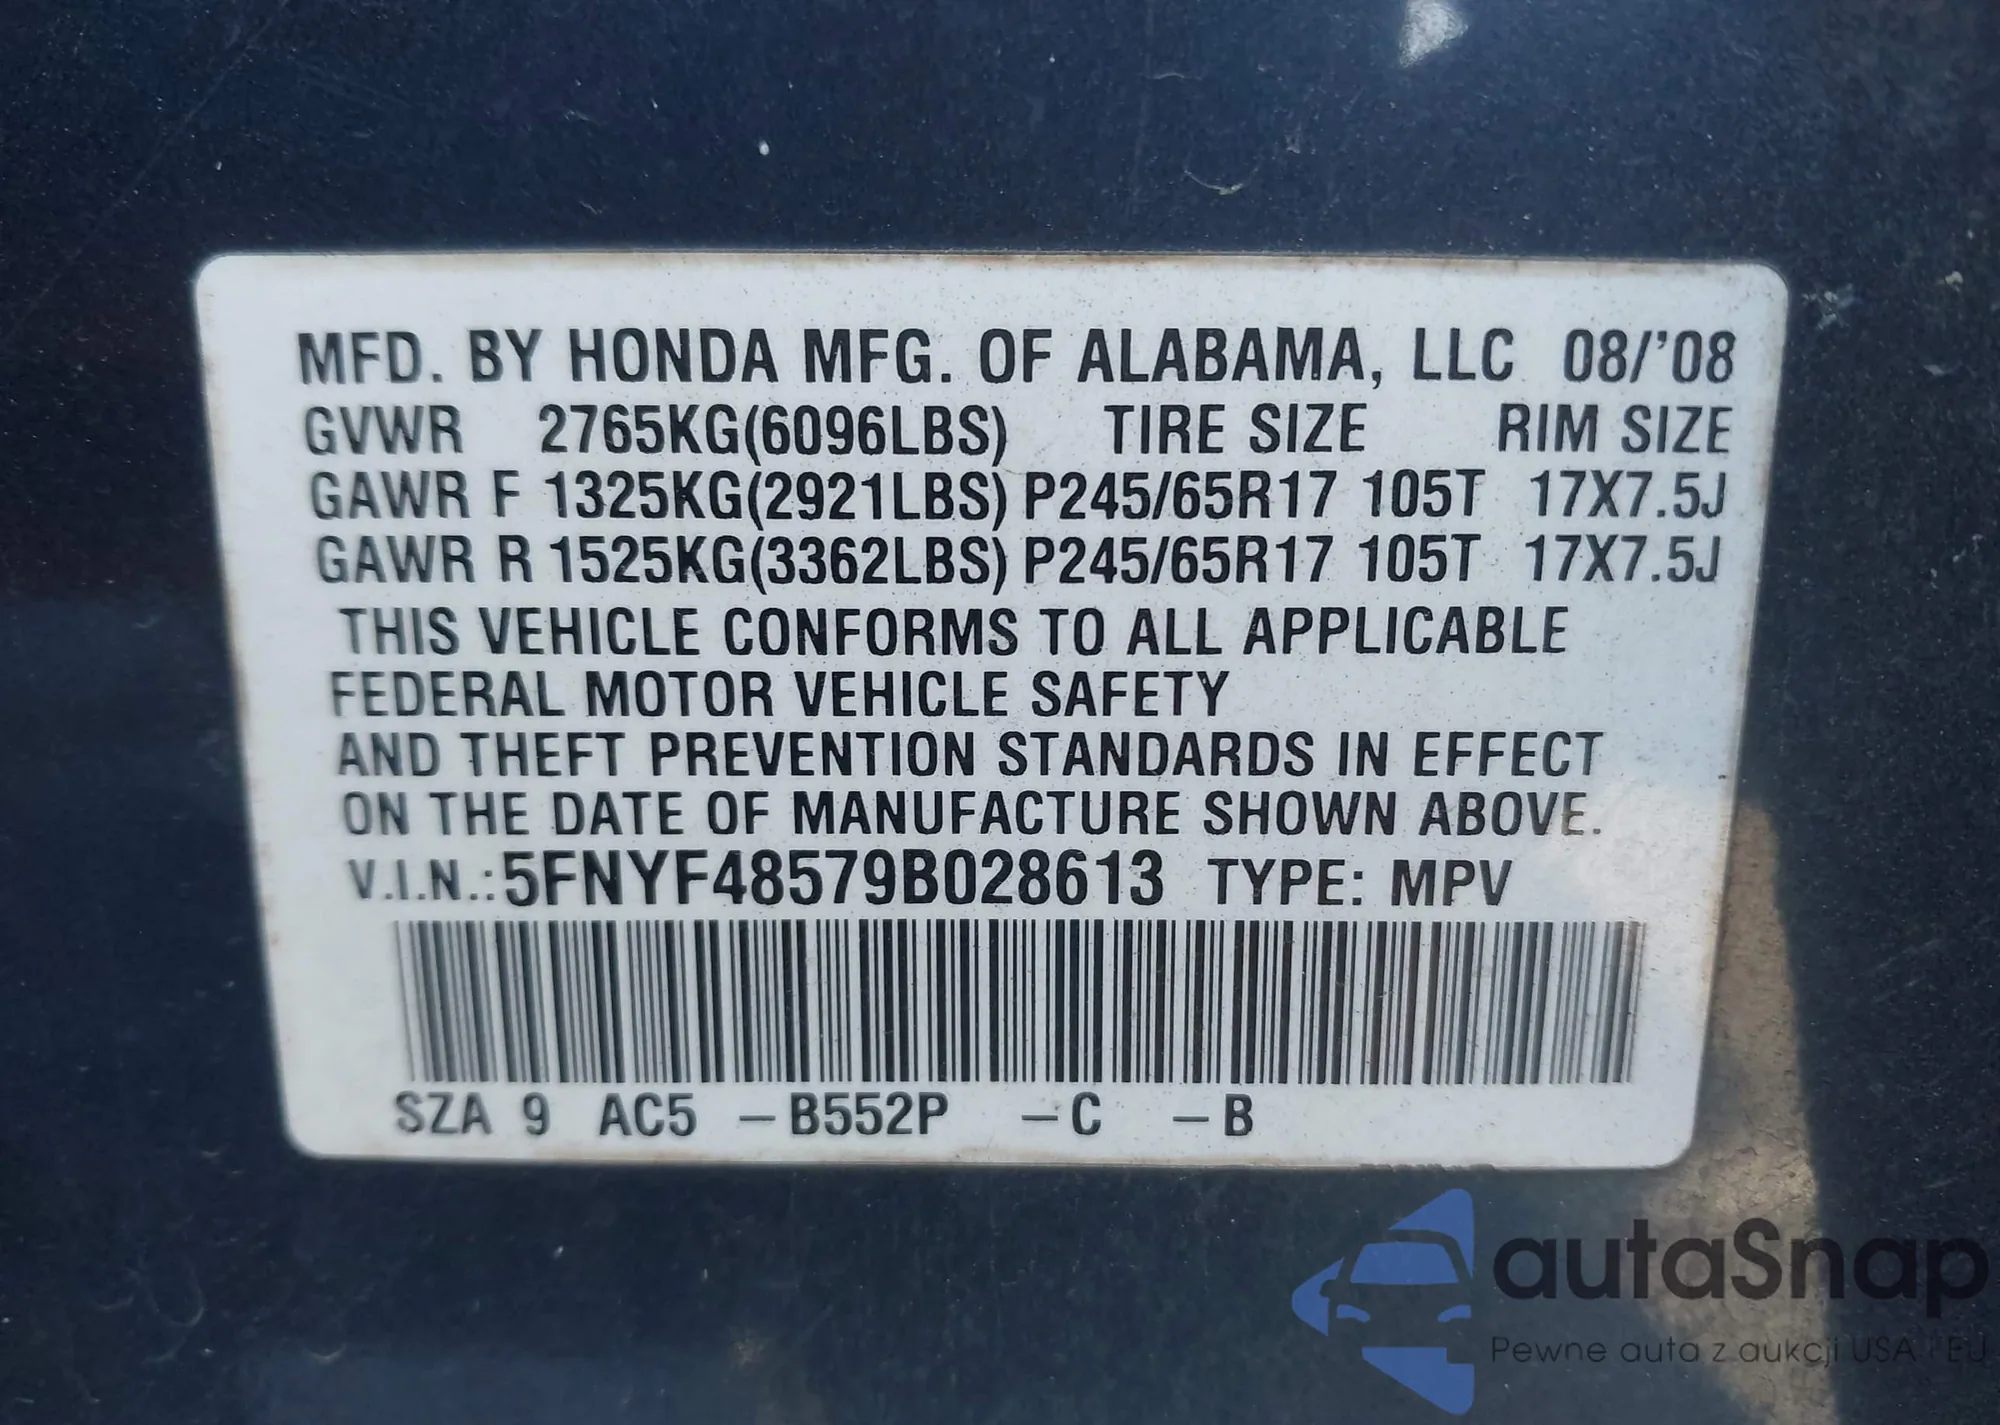 MFD. BY HONDA MFG. OF ALABAMA, LLC 08/'08
GVWR 2765KG(6096LBS) TIRE SIZE RIM SIZE
GAWR F 1325KG(2921LBS) P245/65R17 105T 17X7.5J
GAWR R 1525KG(3362LBS) P245/65R17 105T 17X7.5J
THIS VEHICLE CONFORMS TO ALL APPLICABLE
FEDERAL MOTOR VEHICLE SAFETY
AND THEFT PREVENTION STANDARDS IN EFFECT
ON THE DATE OF MANUFACTURE SHOWN ABOVE.
V.I.N.: 5FNYF48579B028613 TYPE: MPV
SZA 9 AC5 –B552P –C –B
autaSnap
Pewne auta z aukcji USA i EU